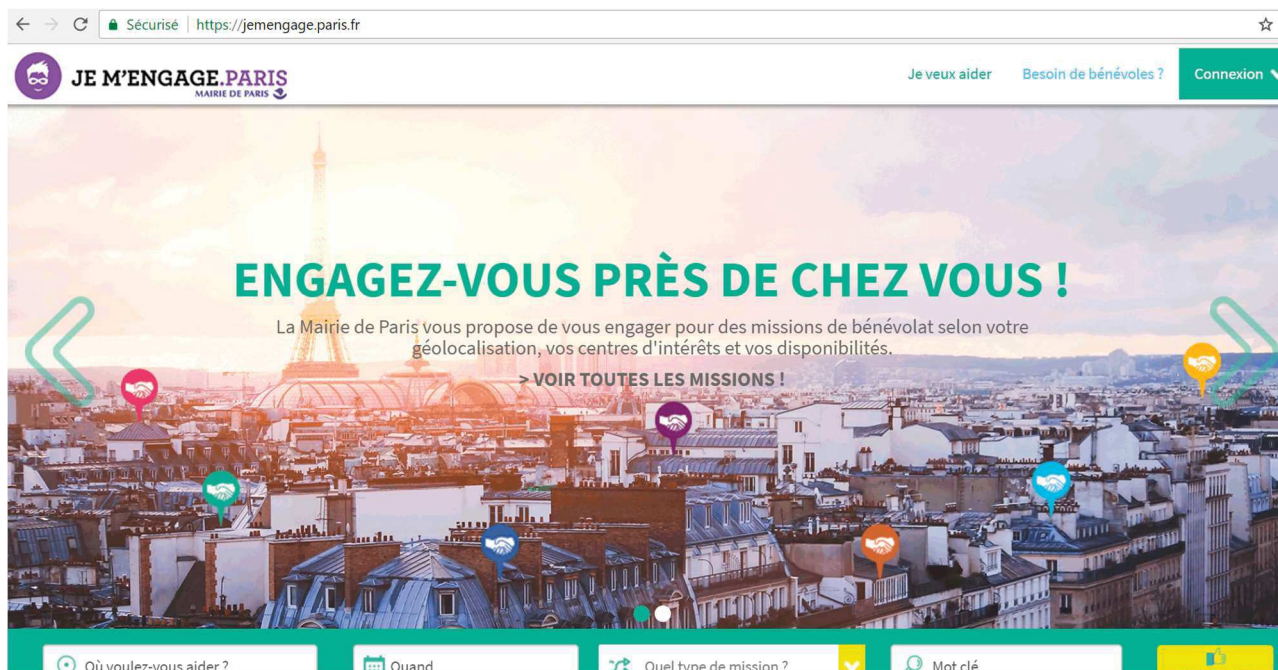 Sécurisé | https://jemengage.paris.fr
JE M'ENGAGE.PARIS
MAIRIE DE PARIS
Je veux aider
Besoin de bénévoles ?
Connexion
ENGAGEZ-VOUS PRÈS DE CHEZ VOUS !
La Mairie de Paris vous propose de vous engager pour des missions de bénévolat selon votre
géolocalisation, vos centres d'intérêts et vos disponibilités.
> VOIR TOUTES LES MISSIONS !
Où voulez-vous aider ?
Quand
Quel type de mission ?
Mot clé